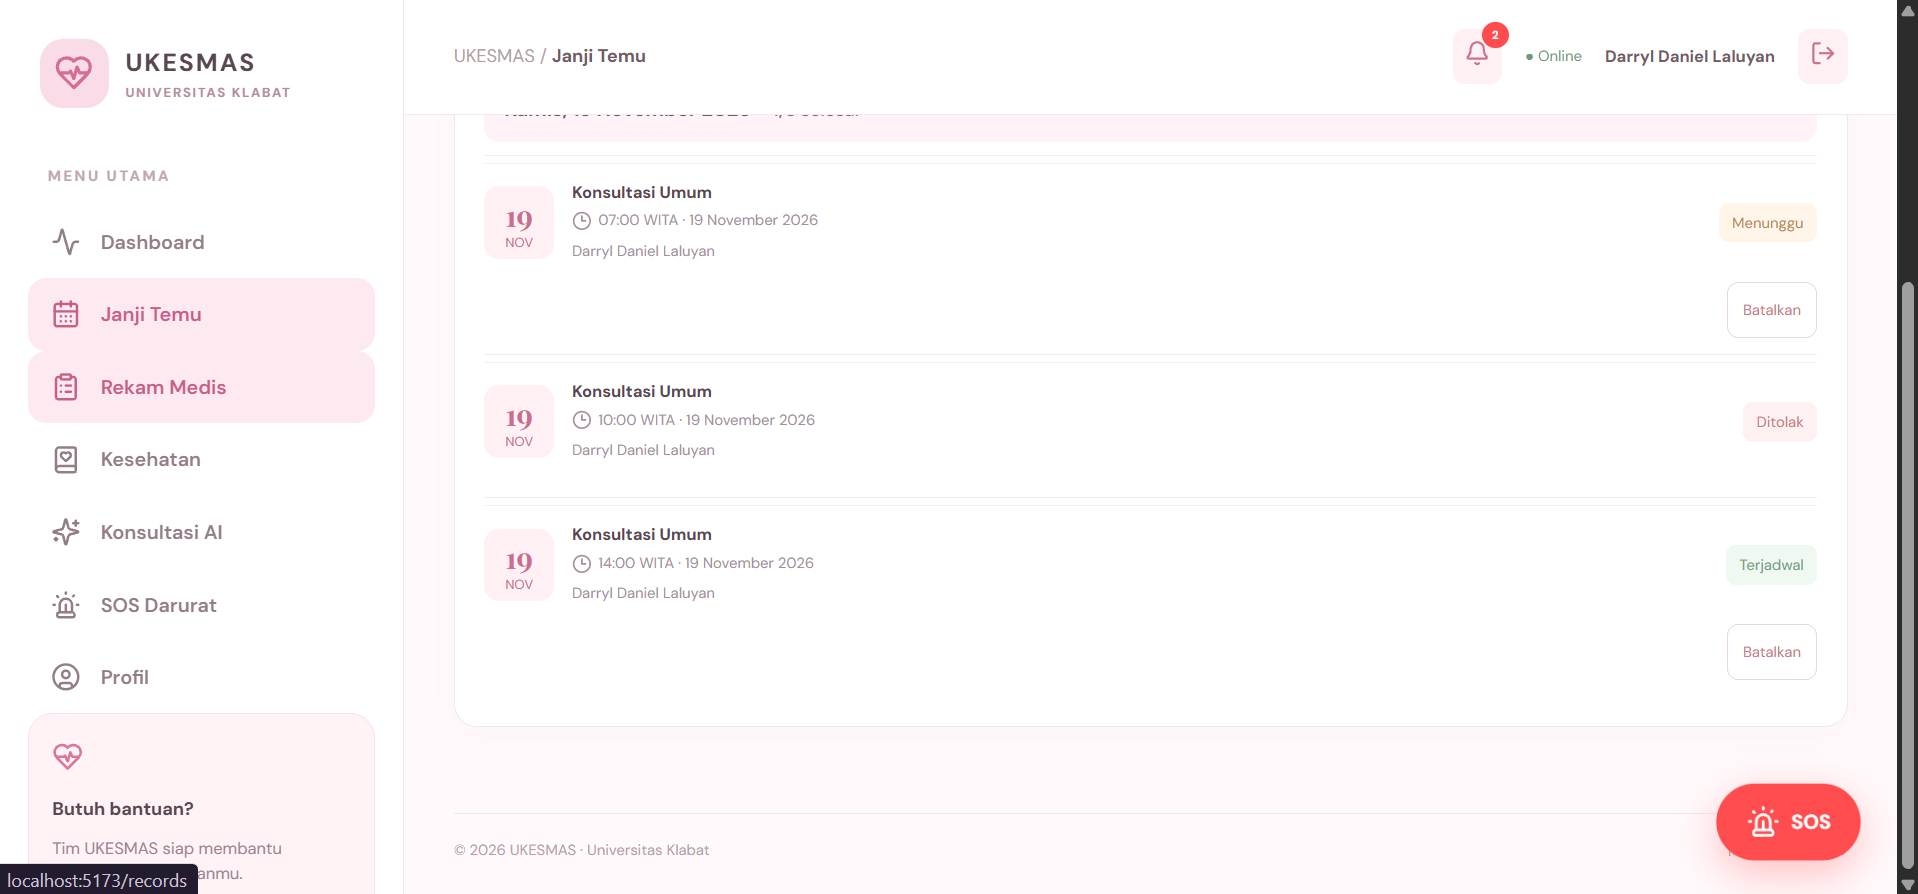 UKESMAS
UNIVERSITAS KLABAT
MENU UTAMA
Dashboard
Janji Temu
Rekam Medis
Kesehatan
Konsultasi AI
SOS Darurat
Profil
Butuh bantuan?
Tim UKESMAS siap membantu
anmu.
localhost:5173/records
UKESMAS / Janji Temu
2
Online
Darryl Daniel Laluyan
19
NOV
Konsultasi Umum
07:00 WITA · 19 November 2026
Darryl Daniel Laluyan
Menunggu
Batalkan
19
NOV
Konsultasi Umum
10:00 WITA · 19 November 2026
Darryl Daniel Laluyan
Ditolak
19
NOV
Konsultasi Umum
14:00 WITA · 19 November 2026
Darryl Daniel Laluyan
Terjadwal
Batalkan
© 2026 UKESMAS · Universitas Klabat
SOS